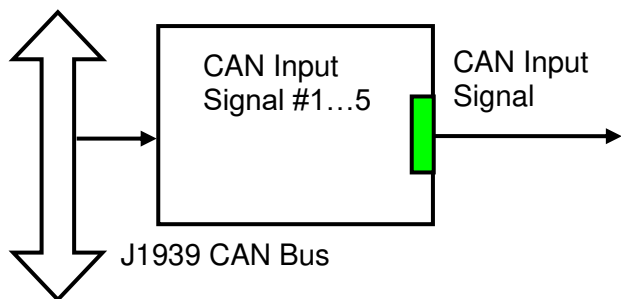 CAN Input
Signal #1…5
CAN Input
Signal
J1939 CAN Bus